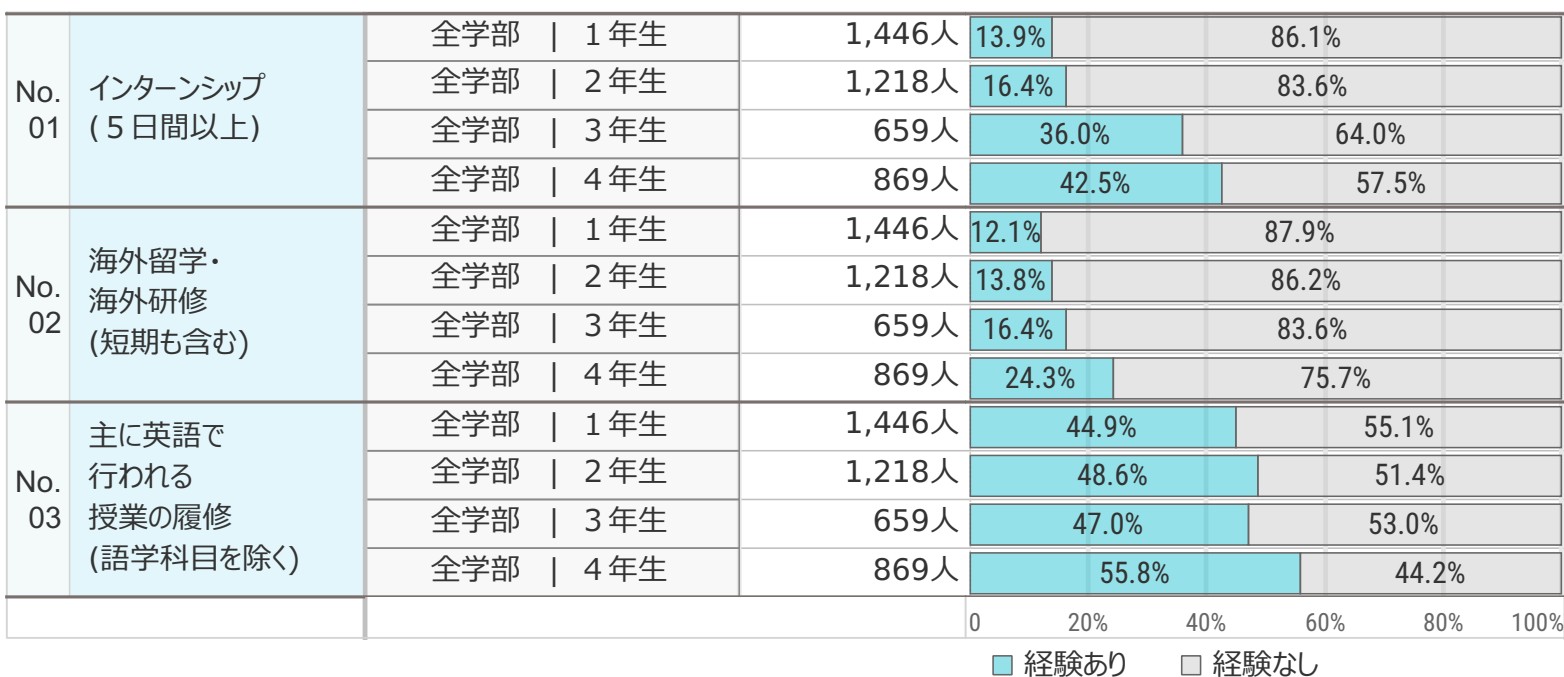 No. 01
インターンシップ
(５日間以上)
全学部 | １年生 1,446人 13.9% 86.1%
全学部 | ２年生 1,218人 16.4% 83.6%
全学部 | ３年生 659人 36.0% 64.0%
全学部 | ４年生 869人 42.5% 57.5%
No. 02
海外留学・
海外研修
(短期も含む)
全学部 | １年生 1,446人 12.1% 87.9%
全学部 | ２年生 1,218人 13.8% 86.2%
全学部 | ３年生 659人 16.4% 83.6%
全学部 | ４年生 869人 24.3% 75.7%
No. 03
主に英語で
行われる
授業の履修
(語学科目を除く)
全学部 | １年生 1,446人 44.9% 55.1%
全学部 | ２年生 1,218人 48.6% 51.4%
全学部 | ３年生 659人 47.0% 53.0%
全学部 | ４年生 869人 55.8% 44.2%
0 20% 40% 60% 80% 100%
経験あり 経験なし